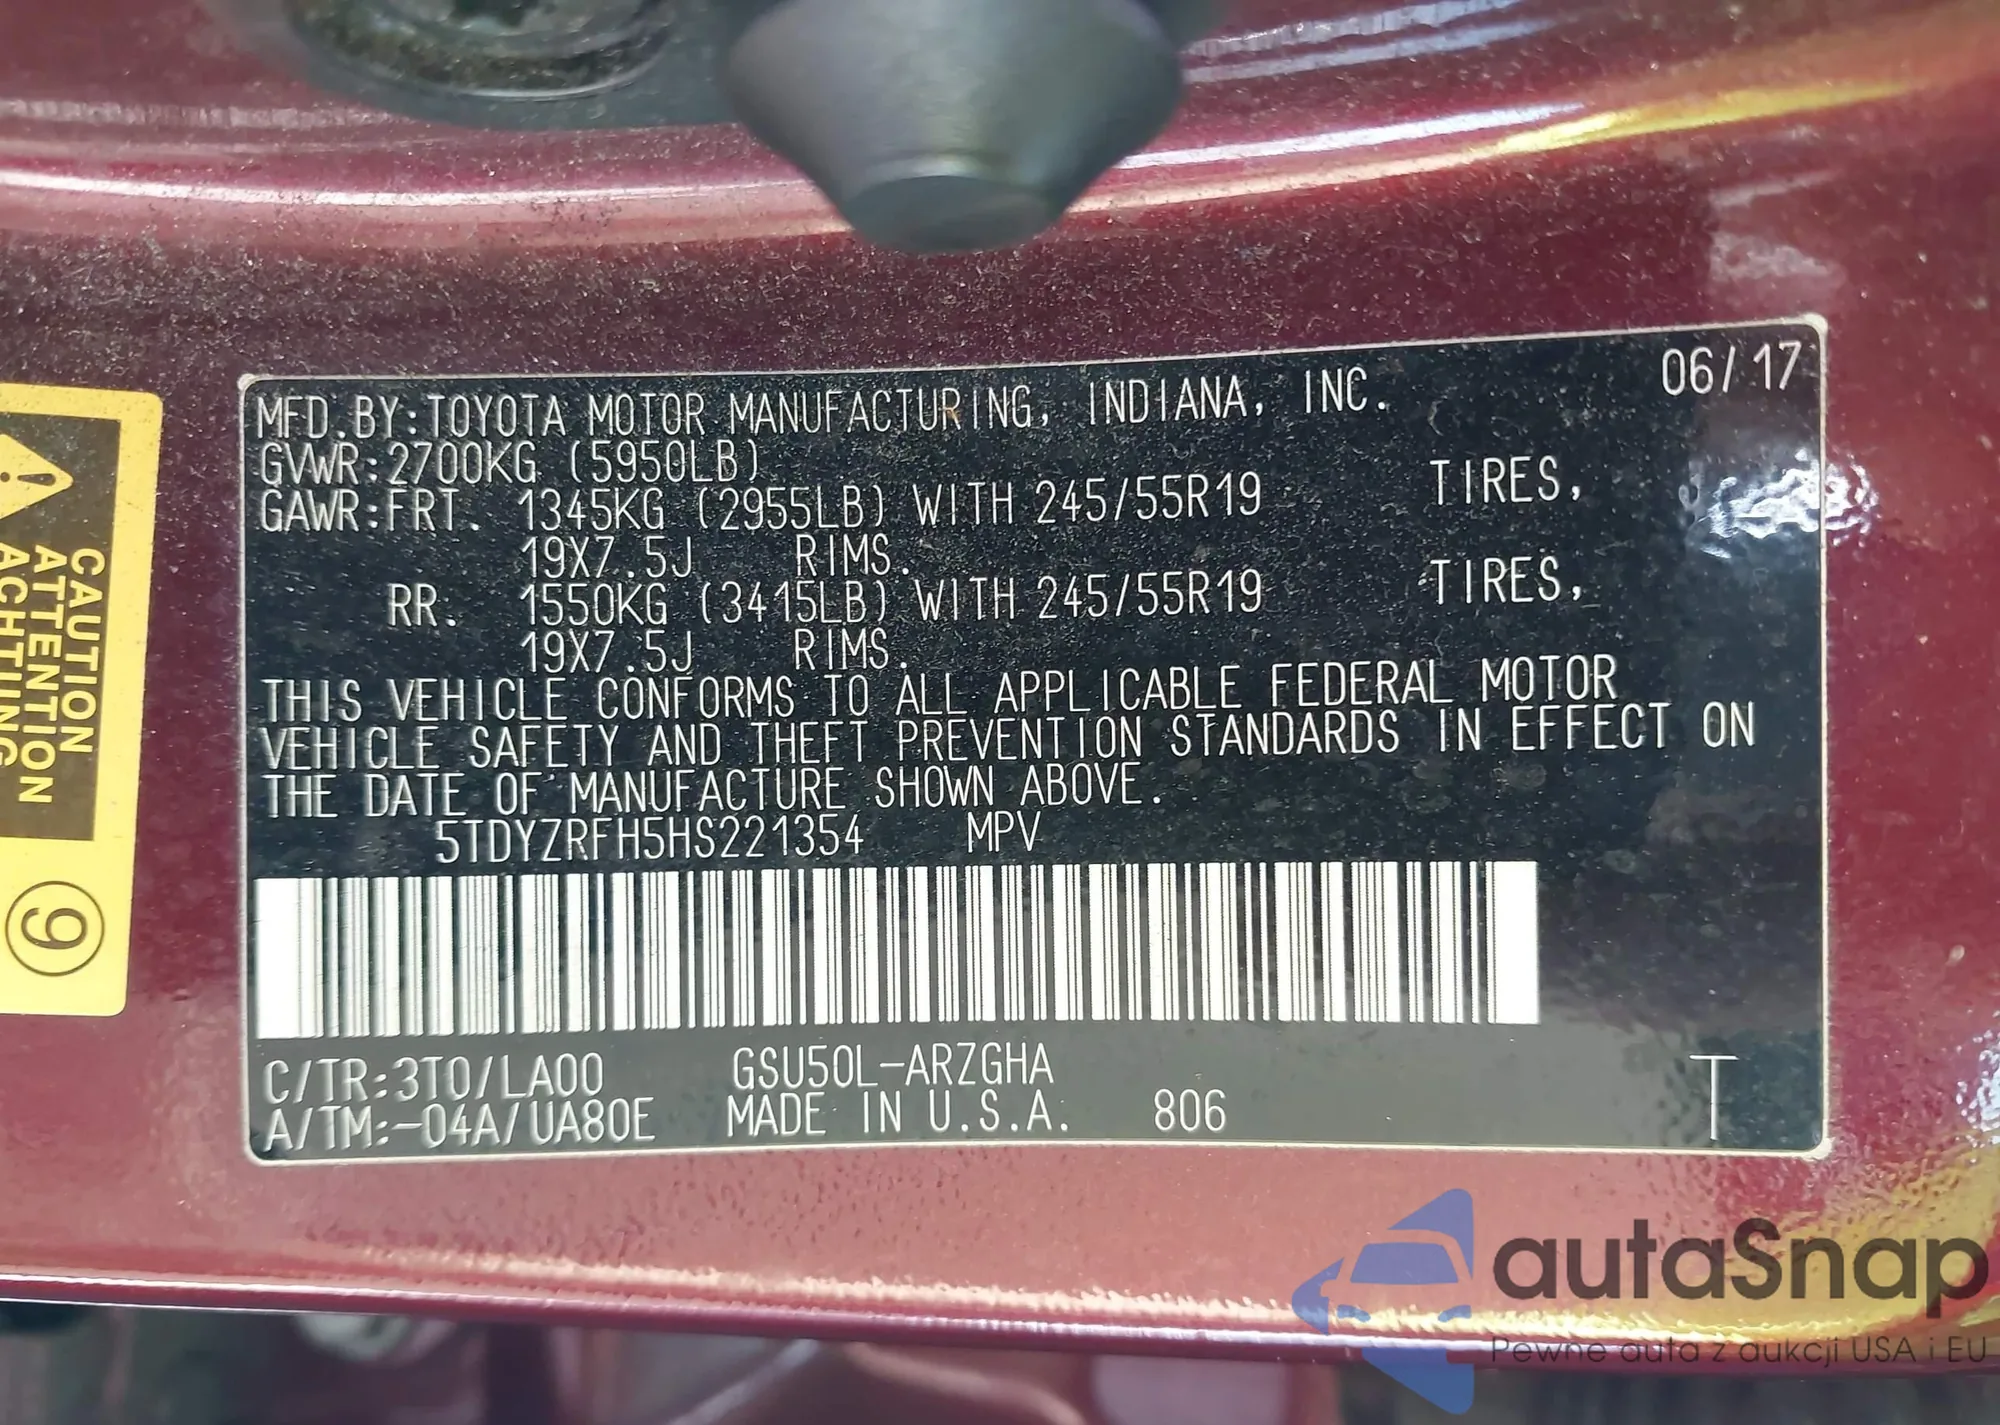 06/17
MFD.BY:TOYOTA MOTOR MANUFACTURING, INDIANA, INC.
GVWR:2700KG (5950LB)
GAWR:FRT. 1345KG (2955LB) WITH 245/55R19 TIRES,
19X7.5J RIMS.
RR. 1550KG (3415LB) WITH 245/55R19 TIRES,
19X7.5J RIMS.
THIS VEHICLE CONFORMS TO ALL APPLICABLE FEDERAL MOTOR
VEHICLE SAFETY AND THEFT PREVENTION STANDARDS IN EFFECT ON
THE DATE OF MANUFACTURE SHOWN ABOVE.
5TDYZRFH5HS221354 MPV
C/TR:3T0/LA00 GSU50L-ARZGHA
A/TM:-04A/UA80E MADE IN U.S.A. 806 T
CAUTION
ATTENTION
ACHTUNG
9
autaSnap
Pewne auta z aukcji USA i EU